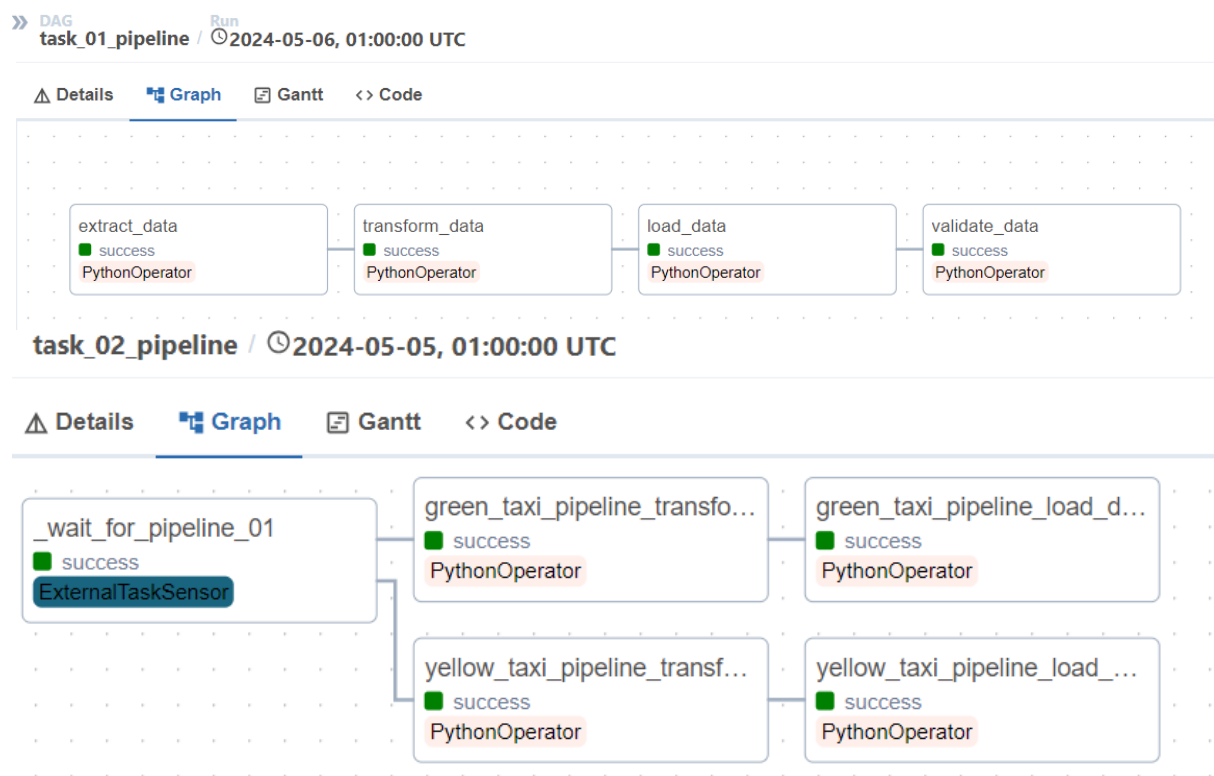 DAG Run
task_01_pipeline / 2024-05-06, 01:00:00 UTC
Details Graph Gantt <> Code
extract_data transform_data load_data validate_data
success success success success
PythonOperator PythonOperator PythonOperator PythonOperator
task_02_pipeline / 2024-05-05, 01:00:00 UTC
Details Graph Gantt <> Code
_wait_for_pipeline_01
success
ExternalTaskSensor
green_taxi_pipeline_transfo...
success
PythonOperator
green_taxi_pipeline_load_d...
success
PythonOperator
yellow_taxi_pipeline_transf...
success
PythonOperator
yellow_taxi_pipeline_load_...
success
PythonOperator